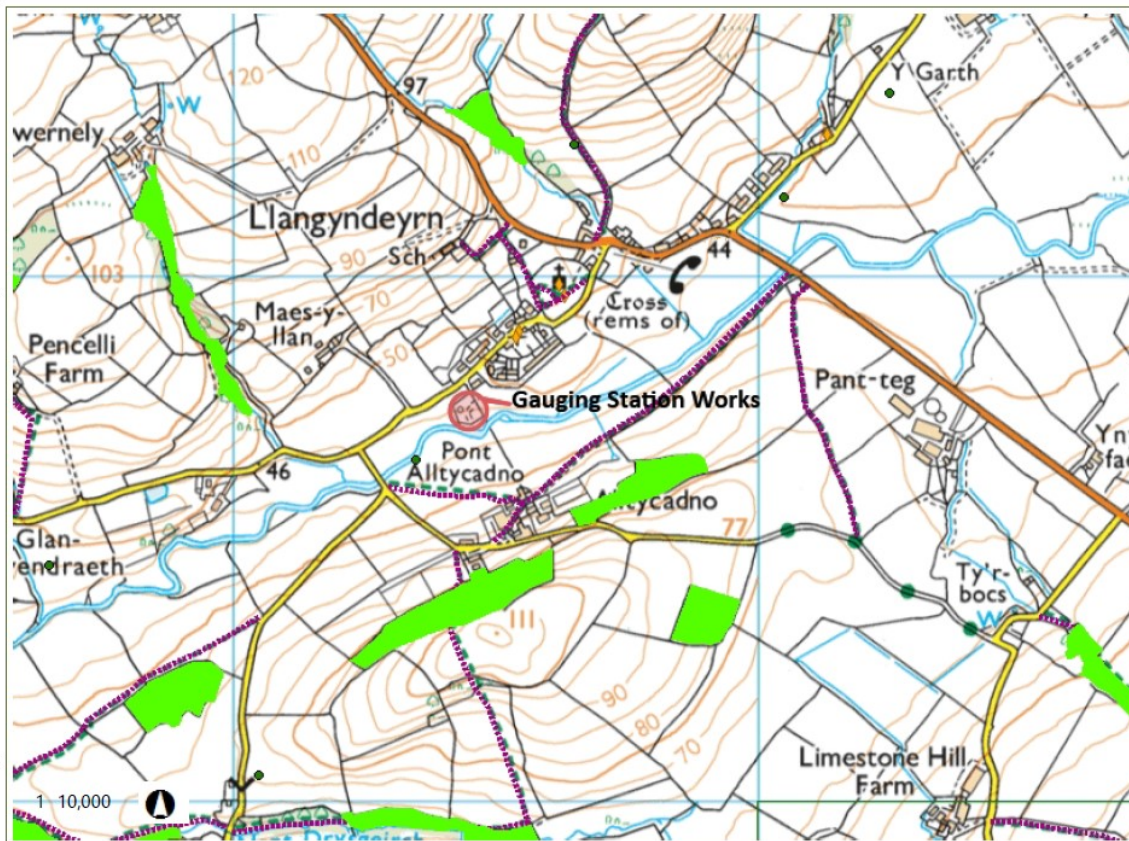 W
120
97
Y Garth
wernely
W
110
Llangyndeyrn
Sch
90
44
103
70
Maes-y-
llan
Cross
(rems of)
50
Pencelli
Farm
Pant-teg
Gauging Station Works
Pont
Alltycadno
46
Alltycadno
77
Glan-
endraeth
Ty'r-
bocs
W
111
90
80
70
Limestone Hill
Farm
1 10,000